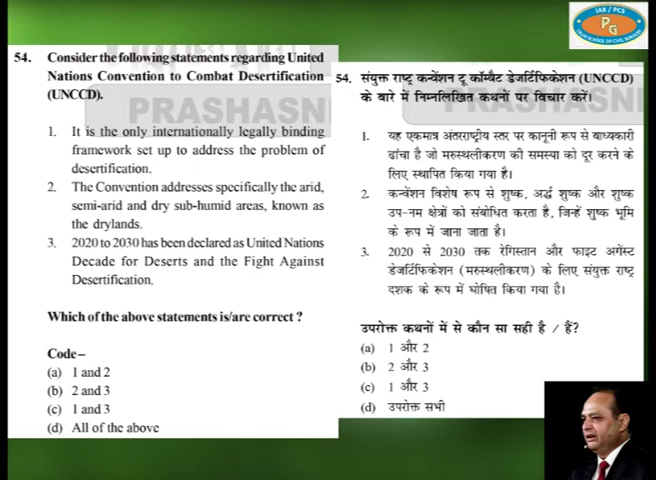 IAS / PCS
PG
PRASHASNI
PRASHASNI
54. Consider the following statements regarding United
Nations Convention to Combat Desertification
(UNCCD).
1. It is the only internationally legally binding
framework set up to address the problem of
desertification.
2. The Convention addresses specifically the arid,
semi-arid and dry sub-humid areas, known as
the drylands.
3. 2020 to 2030 has been declared as United Nations
Decade for Deserts and the Fight Against
Desertification.
Which of the above statements is/are correct ?
Code–
(a) 1 and 2
(b) 2 and 3
(c) 1 and 3
(d) All of the above
54. संयुक्त राष्ट्र कन्वेंशन टू कॉम्बैट डेजर्टिफिकेशन (UNCCD)
के बारे में निम्नलिखित कथनों पर विचार करें।
1. यह एकमात्र अंतरराष्ट्रीय स्तर पर कानूनी रूप से बाध्यकारी
ढांचा है जो मरुस्थलीकरण की समस्या को दूर करने के
लिए स्थापित किया गया है।
2. कन्वेंशन विशेष रूप से शुष्क, अर्द्ध शुष्क और शुष्क
उप-नम क्षेत्रों को संबोधित करता है, जिन्हें शुष्क भूमि
के रूप में जाना जाता है।
3. 2020 से 2030 तक रेगिस्तान और फाइट अगेंस्ट
डेजर्टिफिकेशन (मरुस्थलीकरण) के लिए संयुक्त राष्ट्र
दशक के रूप में घोषित किया गया है।
उपरोक्त कथनों में से कौन सा सही है / हैं?
(a) 1 और 2
(b) 2 और 3
(c) 1 और 3
(d) उपरोक्त सभी